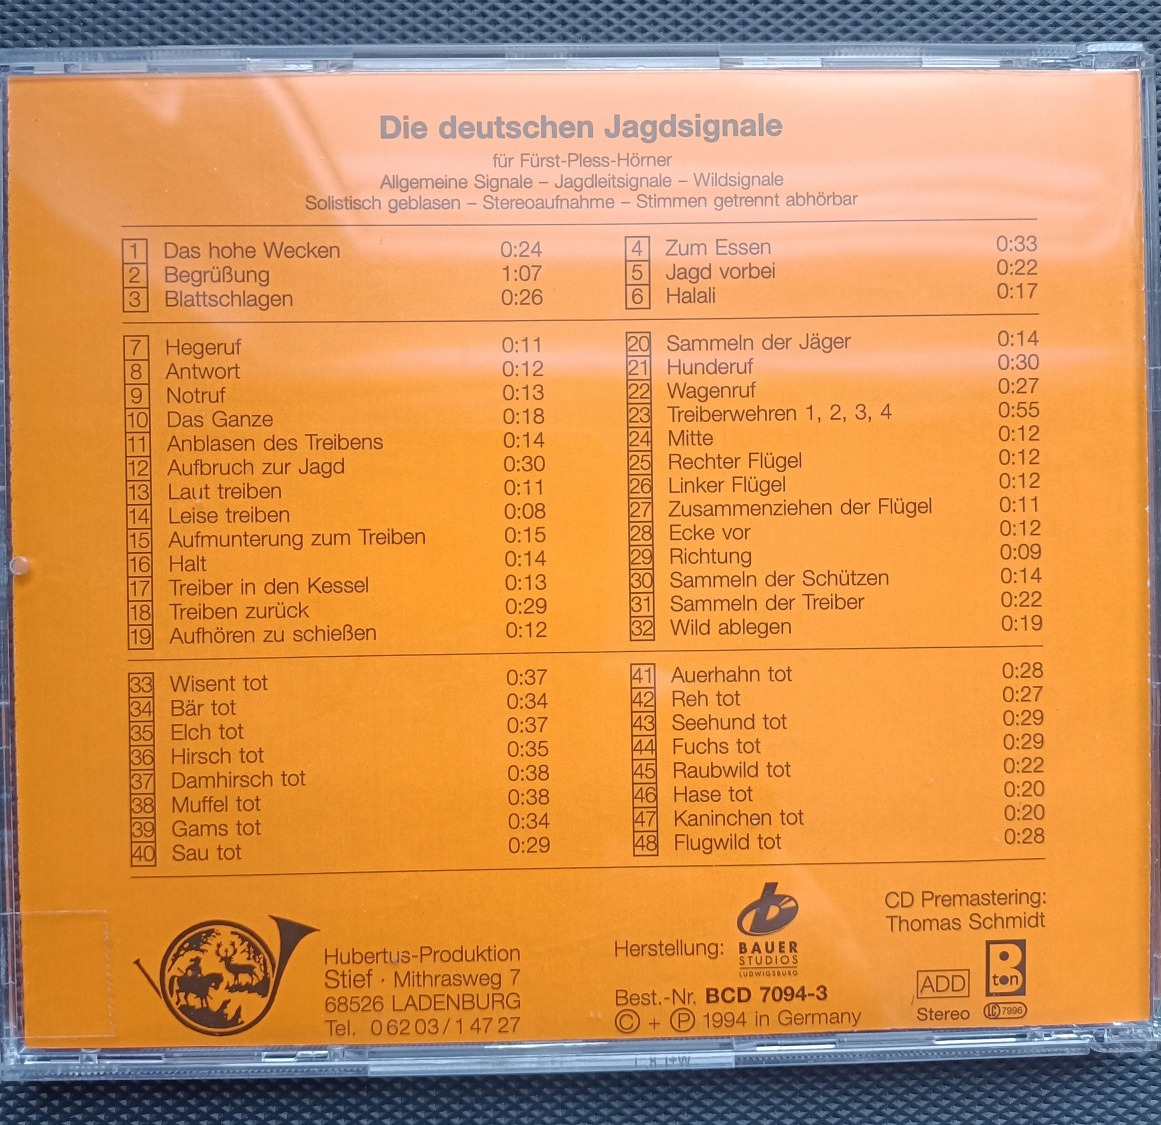 Die deutschen Jagdsignale
für Fürst-Pless-Hörner
Allgemeine Signale – Jagdleitsignale – Wildsignale
Solistisch geblasen – Stereoaufnahme – Stimmen getrennt abhörbar
1 Das hohe Wecken 0:24
2 Begrüßung 1:07
3 Blattschlagen 0:26
4 Zum Essen 0:33
5 Jagd vorbei 0:22
6 Halali 0:17
7 Hegeruf 0:11
8 Antwort 0:12
9 Notruf 0:13
10 Das Ganze 0:18
11 Anblasen des Treibens 0:14
12 Aufbruch zur Jagd 0:30
13 Laut treiben 0:11
14 Leise treiben 0:08
15 Aufmunterung zum Treiben 0:15
16 Halt 0:14
17 Treiber in den Kessel 0:13
18 Treiben zurück 0:29
19 Aufhören zu schießen 0:12
20 Sammeln der Jäger 0:14
21 Hunderuf 0:30
22 Wagenruf 0:27
23 Treiberwehren 1, 2, 3, 4 0:55
24 Mitte 0:12
25 Rechter Flügel 0:12
26 Linker Flügel 0:12
27 Zusammenziehen der Flügel 0:11
28 Ecke vor 0:12
29 Richtung 0:09
30 Sammeln der Schützen 0:14
31 Sammeln der Treiber 0:22
32 Wild ablegen 0:19
33 Wisent tot 0:37
34 Bär tot 0:34
35 Elch tot 0:37
36 Hirsch tot 0:35
37 Damhirsch tot 0:38
38 Muffel tot 0:38
39 Gams tot 0:34
40 Sau tot 0:29
41 Auerhahn tot 0:28
42 Reh tot 0:27
43 Seehund tot 0:29
44 Fuchs tot 0:29
45 Raubwild tot 0:22
46 Hase tot 0:20
47 Kaninchen tot 0:20
48 Flugwild tot 0:28
Hubertus-Produktion
Stief · Mithrasweg 7
68526 LADENBURG
Tel. 0 62 03 / 1 47 27
Herstellung:
BAUER
STUDIOS
LUDWIGSBURG
Best.-Nr. BCD 7094-3
© + ℗ 1994 in Germany
CD Premastering:
Thomas Schmidt
B
ton
ADD
Stereo
LC 7996